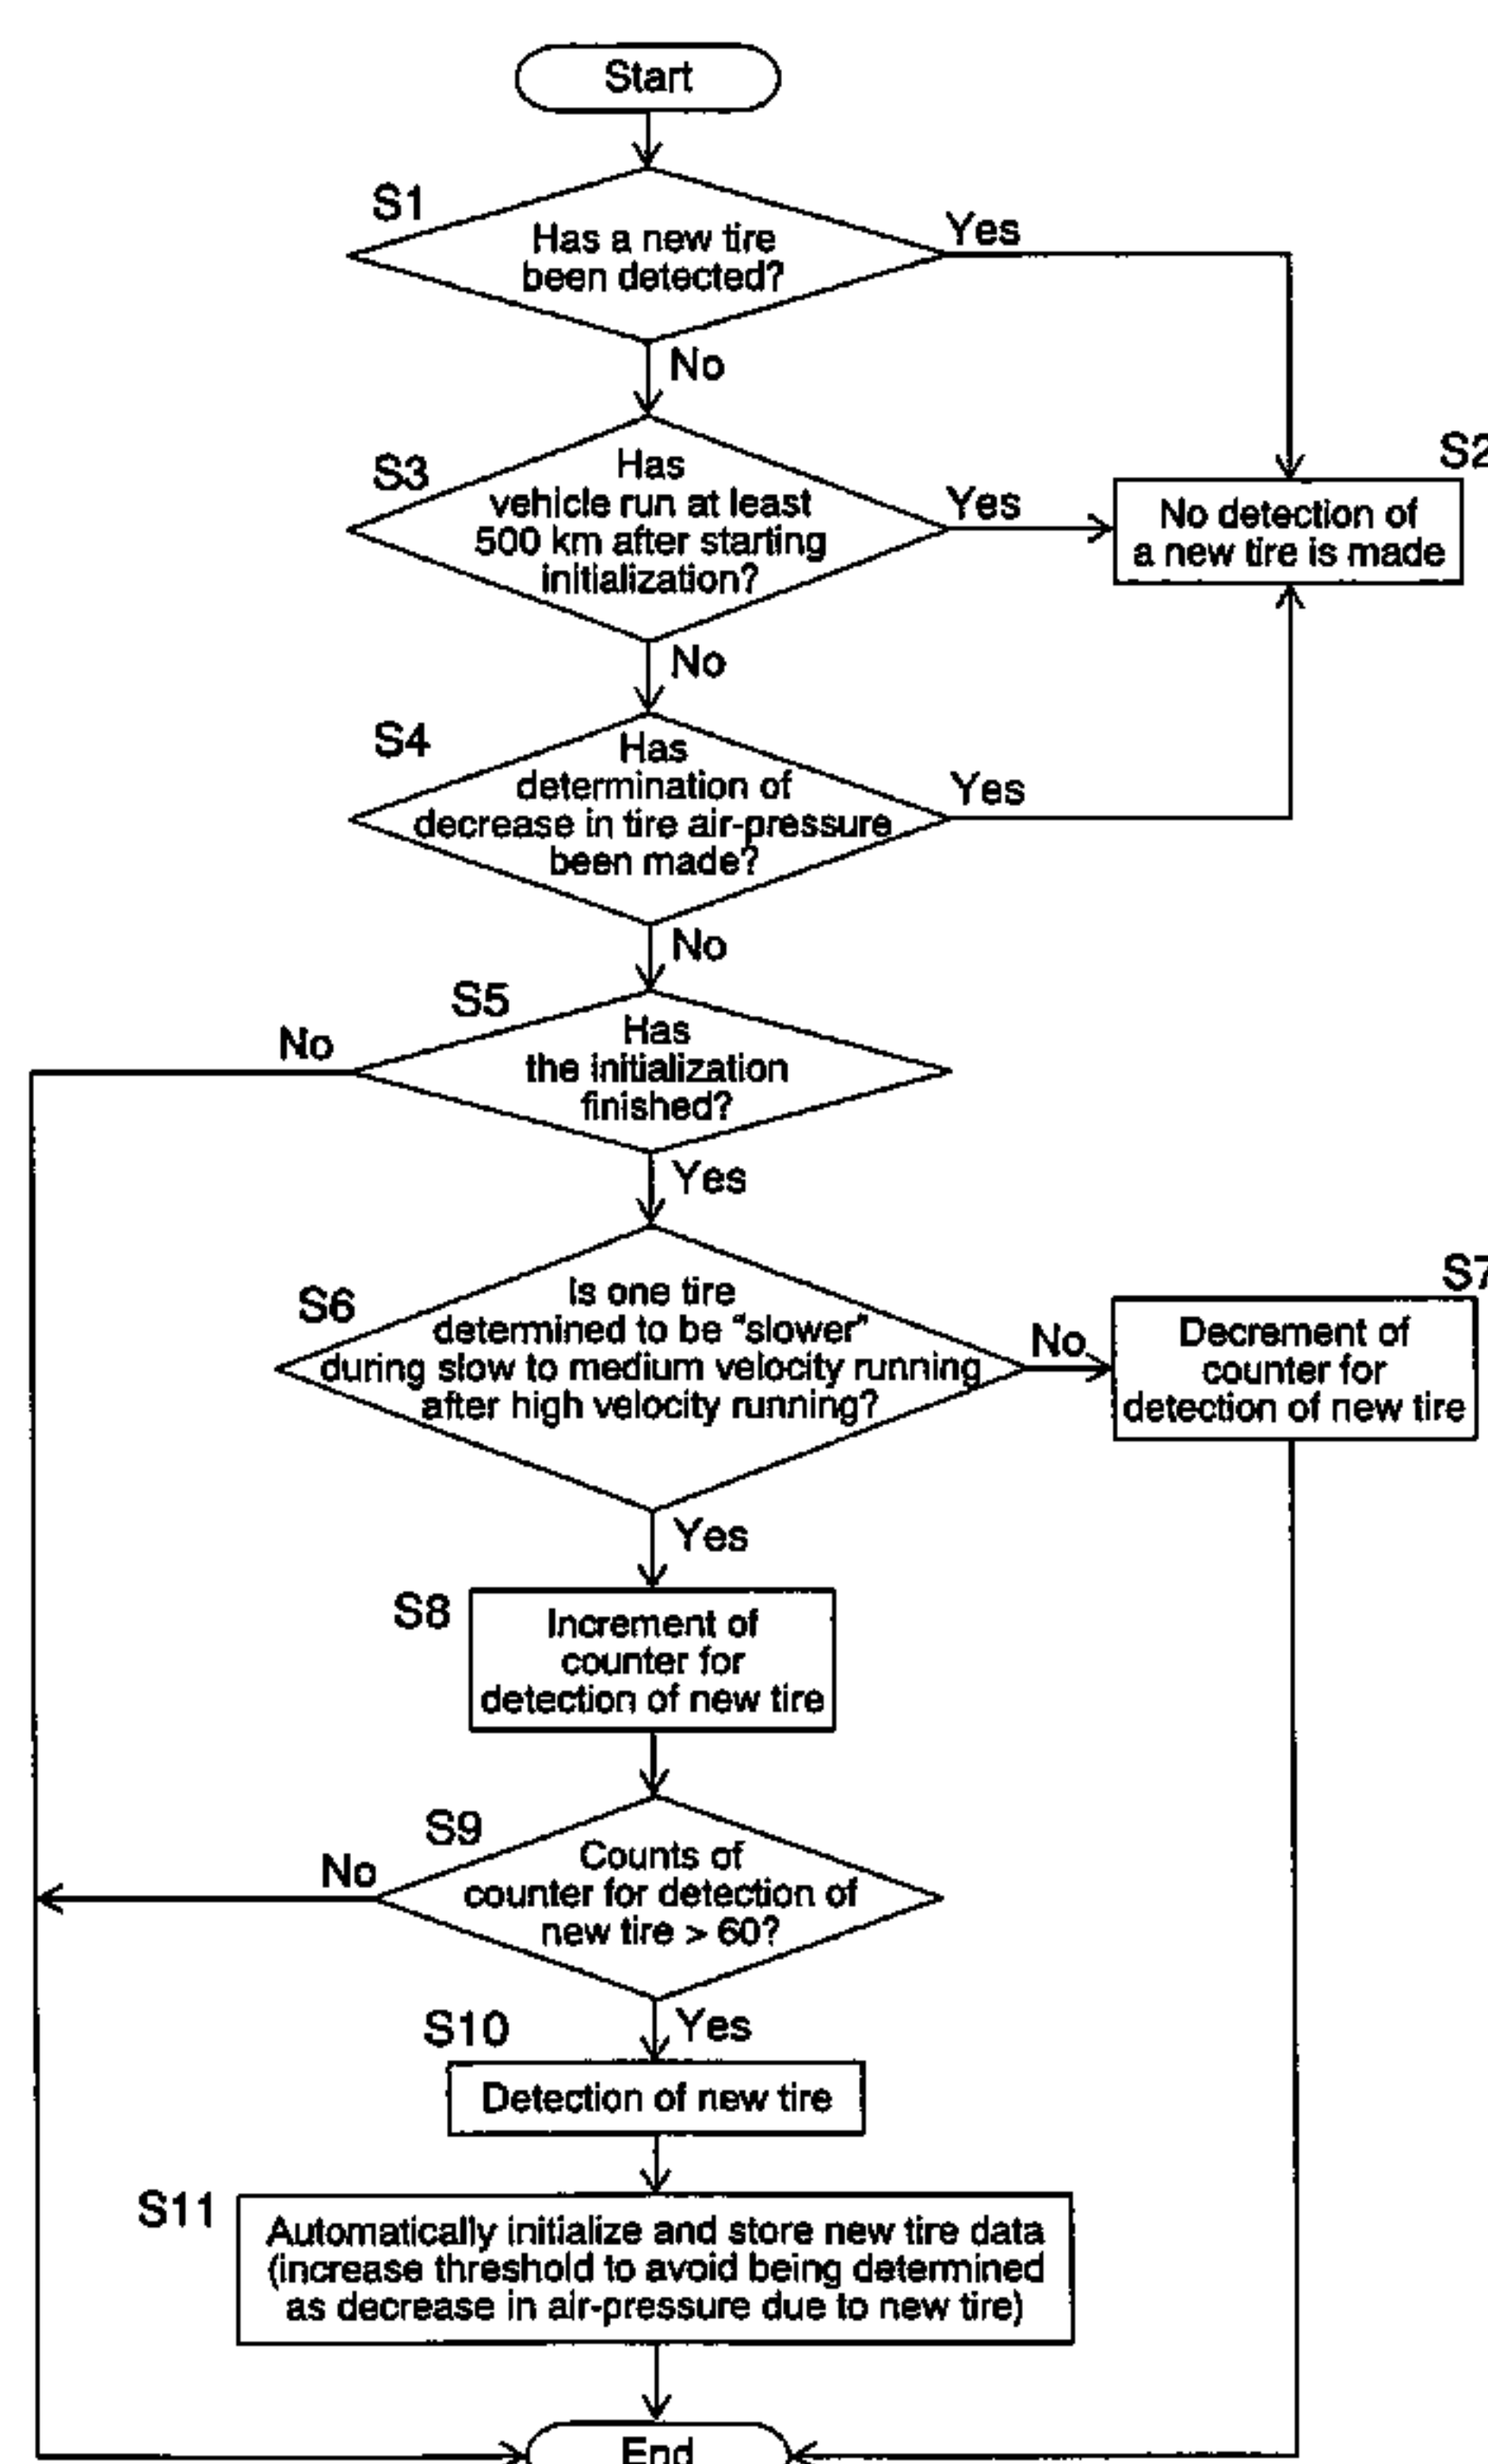 Start
S1
Has a new tire
been detected?
Yes
No
S2
S3
Has
vehicle run at least
500 km after starting
initialization?
Yes
No detection of
a new tire is made
No
S4
Has
determination of
decrease in tire air-pressure
been made?
Yes
No
S5
Has
the initialization
finished?
No
Yes
S6
Is one tire
determined to be "slower"
during slow to medium velocity running
after high velocity running?
No
S7
Decrement of
counter for
detection of new tire
Yes
S8
Increment of
counter for
detection of new tire
S9
Counts of
counter for detection of
new tire > 60?
No
Yes
S10
Detection of new tire
S11
Automatically initialize and store new tire data
(increase threshold to avoid being determined
as decrease in air-pressure due to new tire)
End